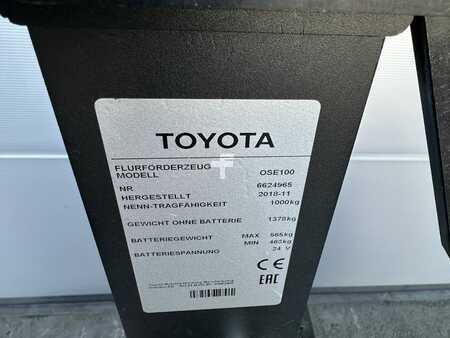 TOYOTA
FLURFÖRDERZEUG
MODELL OSE100
NR 6624965
HERGESTELLT 2018-11
NENN-TRAGFÄHIGKEIT 1000kg
GEWICHT OHNE BATTERIE 1378kg
BATTERIEGEWICHT MAX 565kg
MIN 465kg
BATTERIESPANNUNG 24 V
CE
EAC